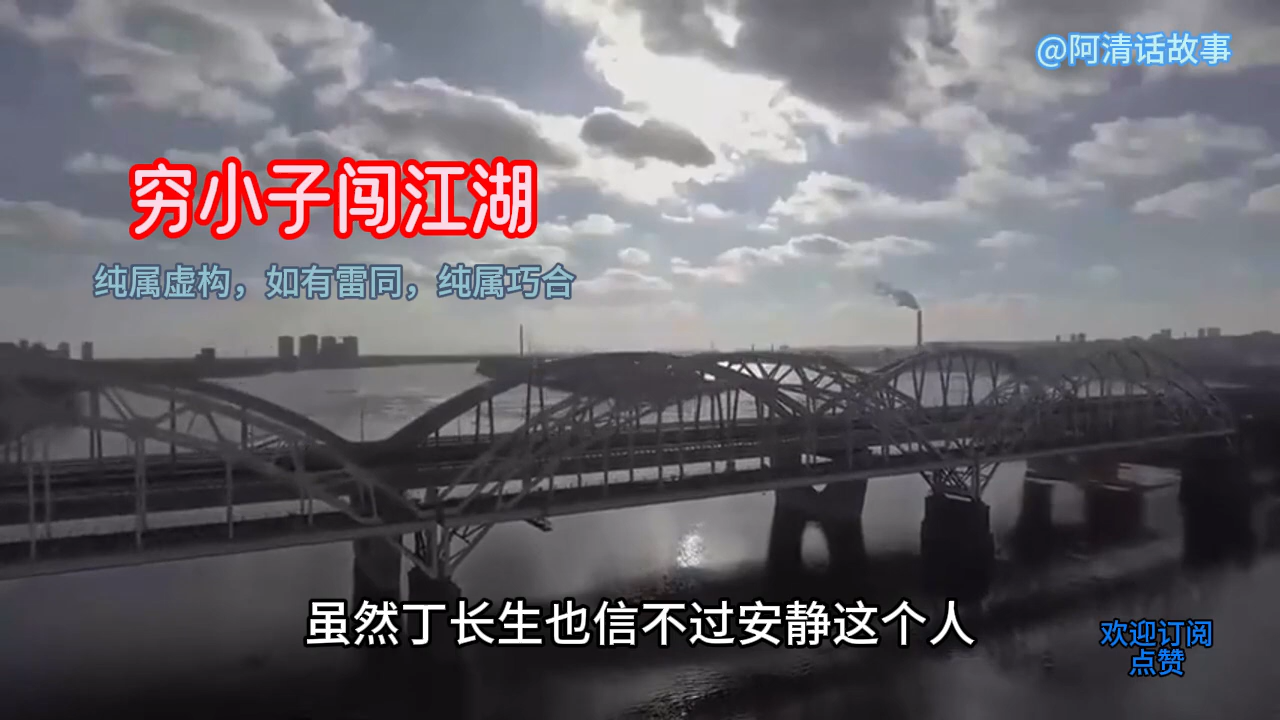 @阿清话故事
穷小子闯江湖
纯属虚构，如有雷同，纯属巧合
虽然丁长生也信不过安静这个人
欢迎订阅
点赞